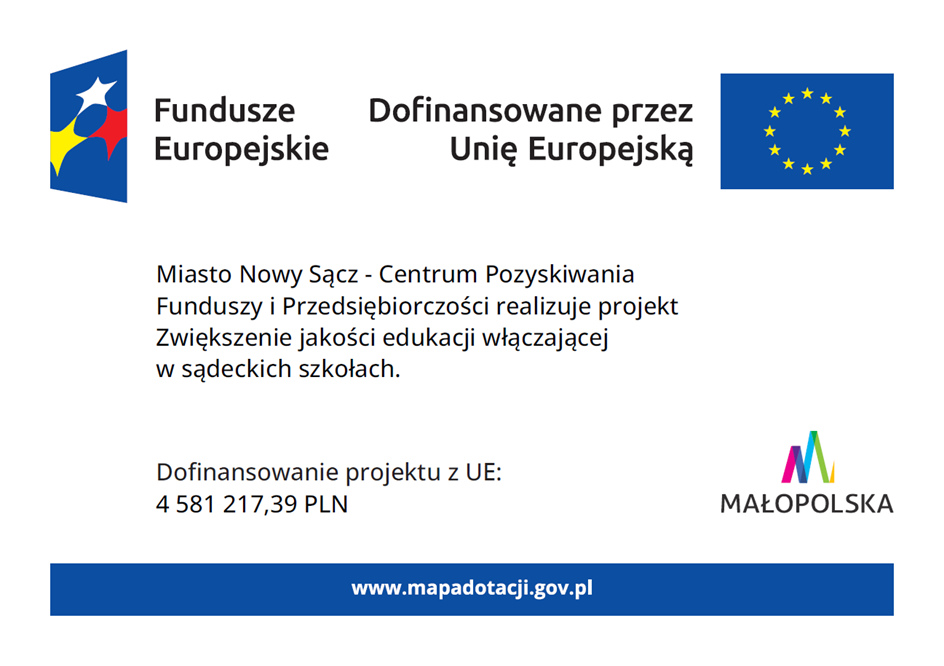 Fundusze
Europejskie
Dofinansowane przez
Unię Europejską
Miasto Nowy Sącz - Centrum Pozyskiwania
Funduszy i Przedsiębiorczości realizuje projekt
Zwiększenie jakości edukacji włączającej
w sądeckich szkołach.
Dofinansowanie projektu z UE:
4 581 217,39 PLN
MAŁOPOLSKA
www.mapadotacji.gov.pl